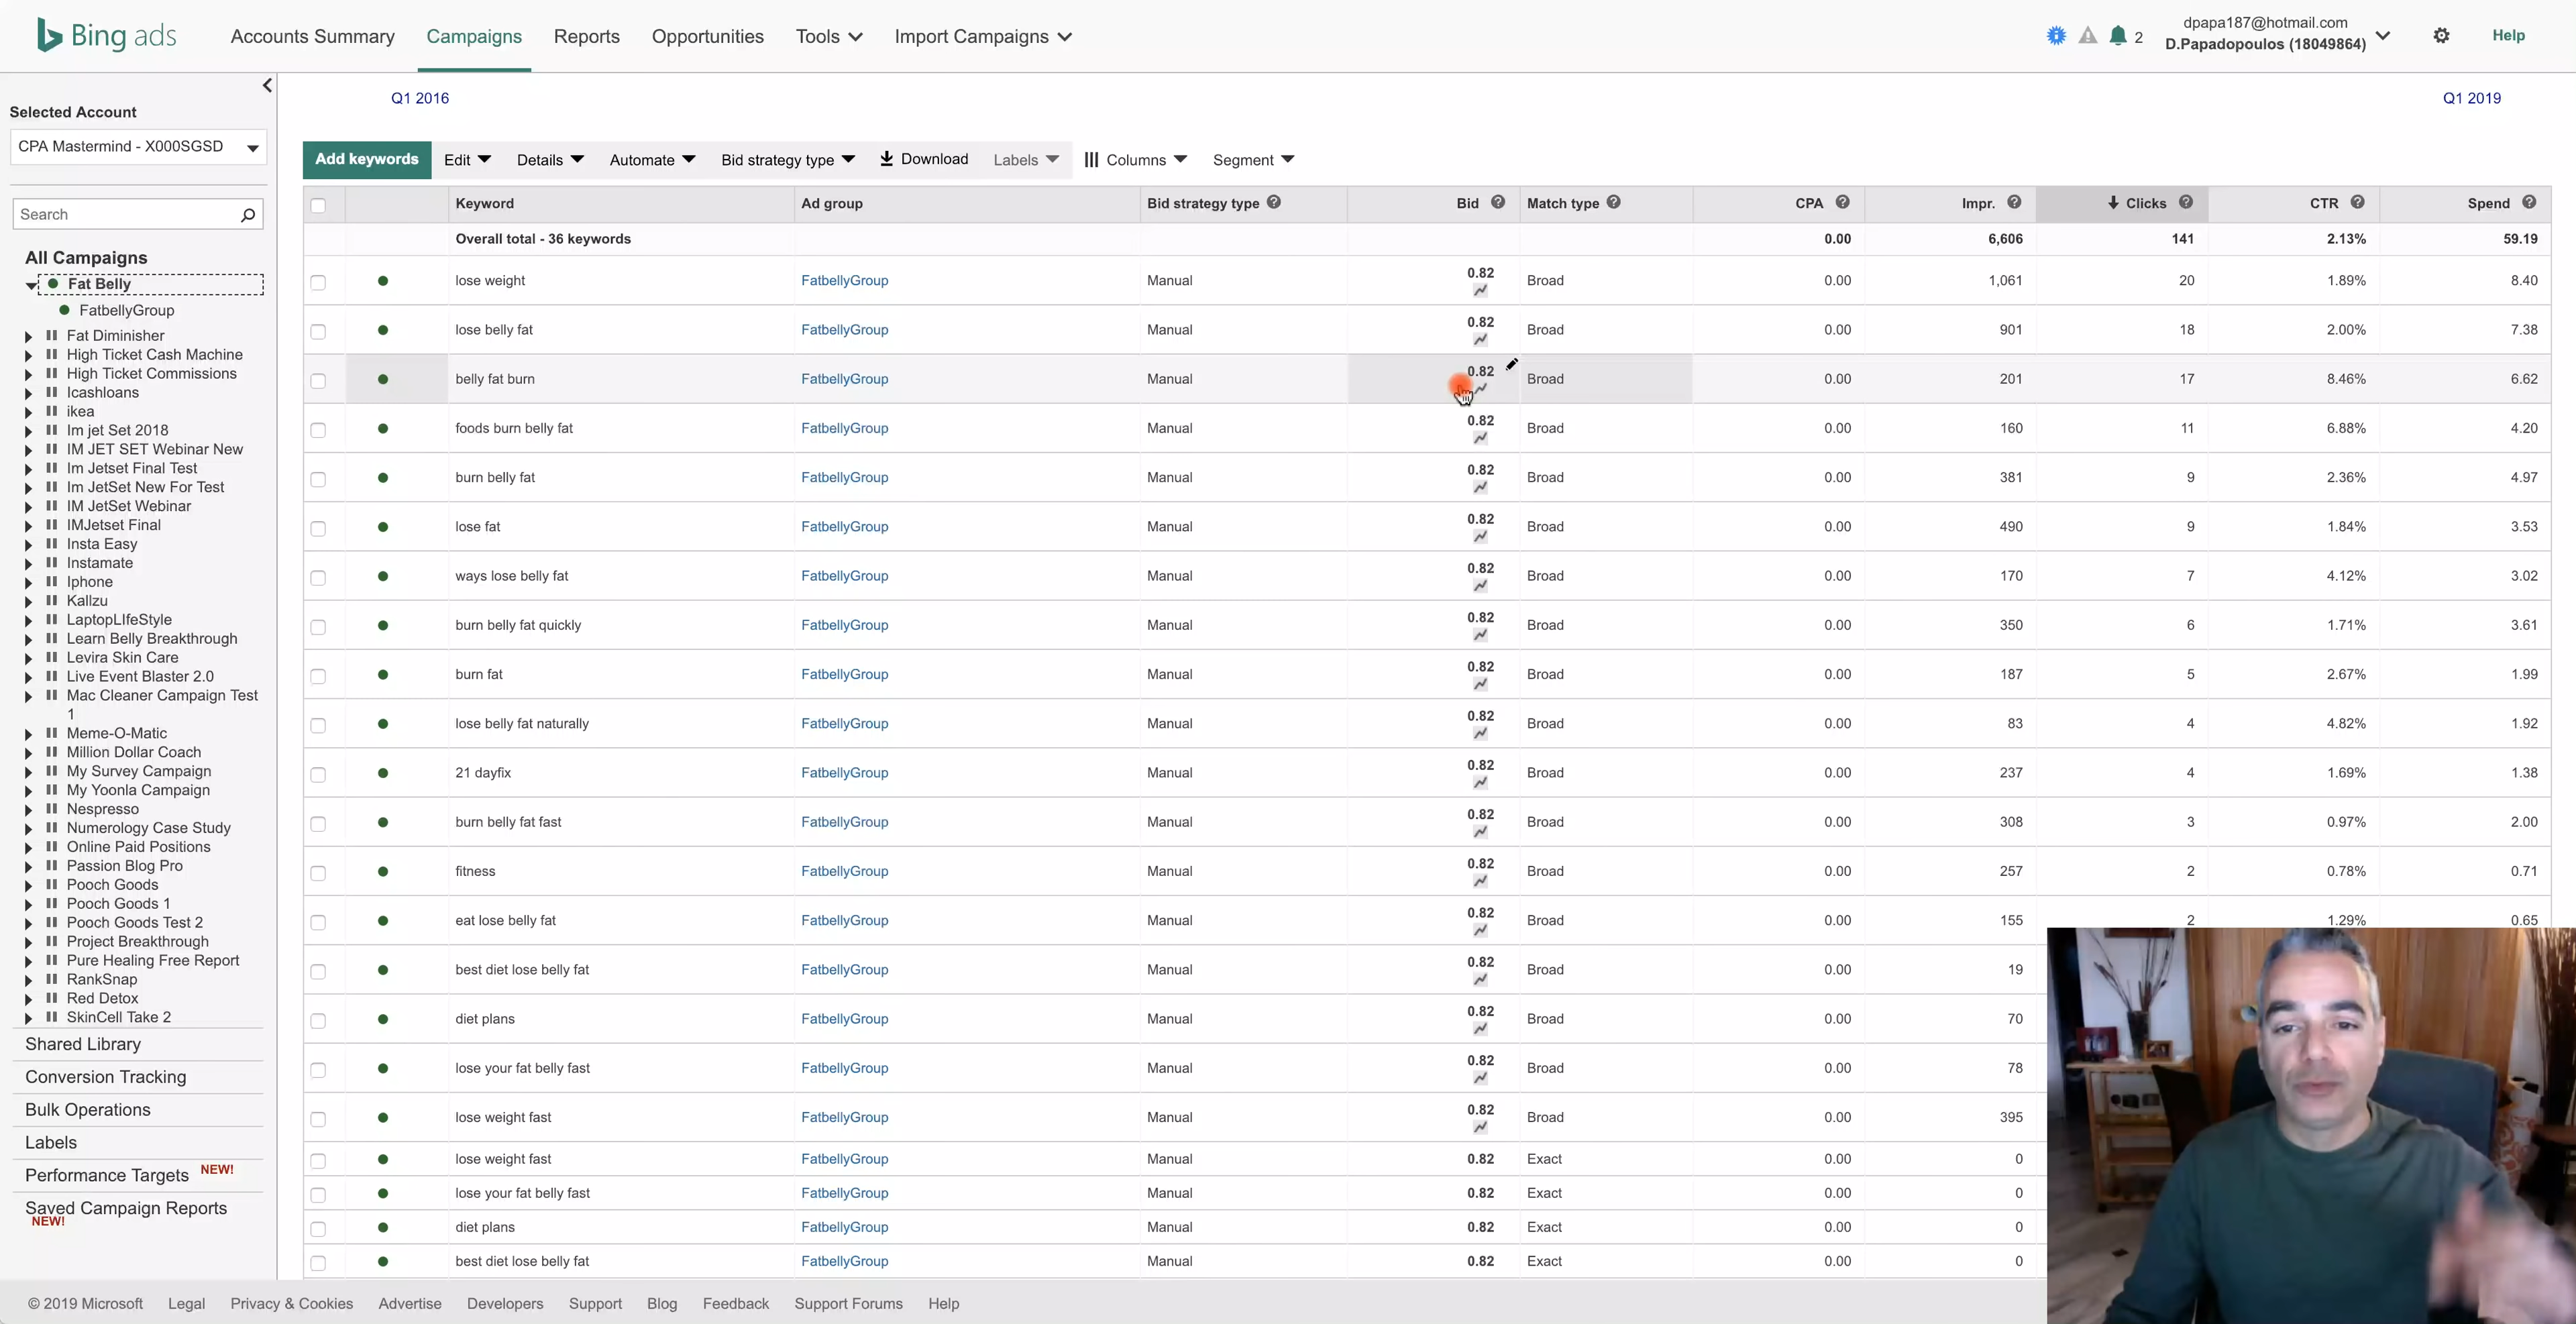 Bing ads Accounts Summary Campaigns Reports Opportunities Tools Import Campaigns 2 dpapa187@hotmail.com Help
D.Papadopoulos (18049864)
Q1 2016 Q1 2019
Selected Account
CPA Mastermind - X000SGSD
Search
All Campaigns
Fat Belly
FatbellyGroup
Fat Diminisher
High Ticket Cash Machine
High Ticket Commissions
Icashloans
ikea
Im jet Set 2018
IM JET SET Webinar New
Im Jetset Final Test
Im JetSet New For Test
IM JetSet Webinar
IMJetset Final
Insta Easy
Instamate
Iphone
Kallzu
LaptopLIfeStyle
Learn Belly Breakthrough
Levira Skin Care
Live Event Blaster 2.0
Mac Cleaner Campaign Test
1
Meme-O-Matic
Million Dollar Coach
My Survey Campaign
My Yoonla Campaign
Nespresso
Numerology Case Study
Online Paid Positions
Passion Blog Pro
Pooch Goods
Pooch Goods 1
Pooch Goods Test 2
Project Breakthrough
Pure Healing Free Report
RankSnap
Red Detox
SkinCell Take 2
Shared Library
Conversion Tracking
Bulk Operations
Labels
Performance Targets NEW!
Saved Campaign Reports
NEW!
Add keywords Edit Details Automate Bid strategy type Download Labels Columns Segment
Keyword Ad group Bid strategy type Bid Match type CPA Impr. Clicks CTR Spend
Overall total - 36 keywords 0.00 6,606 141 2.13% 59.19
lose weight FatbellyGroup Manual 0.82 Broad 0.00 1,061 20 1.89% 8.40
lose belly fat FatbellyGroup Manual 0.82 Broad 0.00 901 18 2.00% 7.38
belly fat burn FatbellyGroup Manual 0.82 Broad 0.00 201 17 8.46% 6.62
foods burn belly fat FatbellyGroup Manual 0.82 Broad 0.00 160 11 6.88% 4.20
burn belly fat FatbellyGroup Manual 0.82 Broad 0.00 381 9 2.36% 4.97
lose fat FatbellyGroup Manual 0.82 Broad 0.00 490 9 1.84% 3.53
ways lose belly fat FatbellyGroup Manual 0.82 Broad 0.00 170 7 4.12% 3.02
burn belly fat quickly FatbellyGroup Manual 0.82 Broad 0.00 350 6 1.71% 3.61
burn fat FatbellyGroup Manual 0.82 Broad 0.00 187 5 2.67% 1.99
lose belly fat naturally FatbellyGroup Manual 0.82 Broad 0.00 83 4 4.82% 1.92
21 dayfix FatbellyGroup Manual 0.82 Broad 0.00 237 4 1.69% 1.38
burn belly fat fast FatbellyGroup Manual 0.82 Broad 0.00 308 3 0.97% 2.00
fitness FatbellyGroup Manual 0.82 Broad 0.00 257 2 0.78% 0.71
eat lose belly fat FatbellyGroup Manual 0.82 Broad 0.00 155 2 1.29% 0.65
best diet lose belly fat FatbellyGroup Manual 0.82 Broad 0.00 19
diet plans FatbellyGroup Manual 0.82 Broad 0.00 70
lose your fat belly fast FatbellyGroup Manual 0.82 Broad 0.00 78
lose weight fast FatbellyGroup Manual 0.82 Broad 0.00 395
lose weight fast FatbellyGroup Manual 0.82 Exact 0.00 0
lose your fat belly fast FatbellyGroup Manual 0.82 Exact 0.00 0
diet plans FatbellyGroup Manual 0.82 Exact 0.00 0
best diet lose belly fat FatbellyGroup Manual 0.82 Exact 0.00 0
© 2019 Microsoft Legal Privacy & Cookies Advertise Developers Support Blog Feedback Support Forums Help